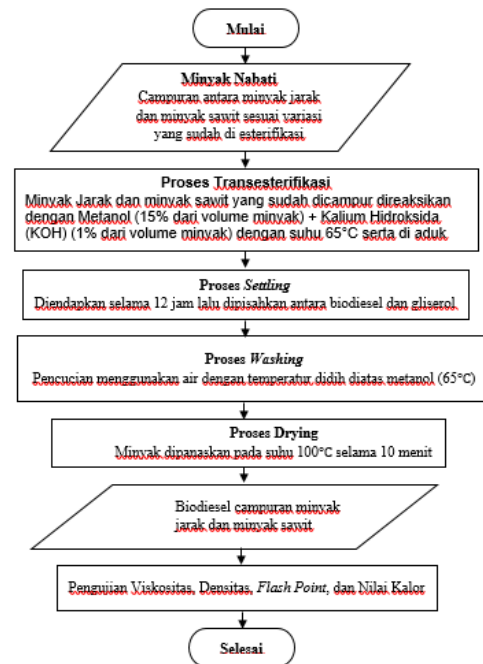 Mulai
Minyak Nabati
Campuran antara minyak jarak
dan minyak sawit sesuai variasi
yang sudah di esterifikasi
Proses Transesterifikasi
Minyak Jarak dan minyak sawit yang sudah dicampur direaksikan
dengan Metanol (15% dari volume minyak) + Kalium Hidroksida
(KOH) (1% dari volume minyak) dengan suhu 65°C serta di aduk
Proses Settling
Diendapkan selama 12 jam lalu dipisahkan antara biodiesel dan gliserol
Proses Washing
Pencucian menggunakan air dengan temperatur didih diatas metanol (65°C)
Proses Drying
Minyak dipanaskan pada suhu 100°C selama 10 menit
Biodiesel campuran minyak
jarak dan minyak sawit
Pengujian Viskositas, Densitas, Flash Point, dan Nilai Kalor
Selesai